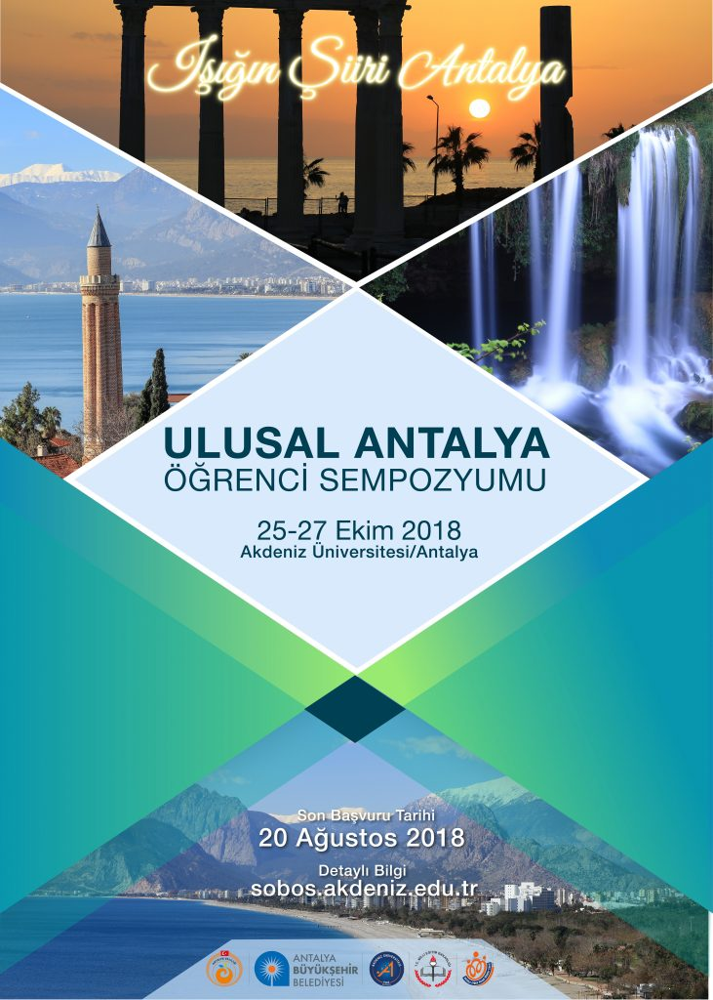 Işığın Şiiri Antalya
ULUSAL ANTALYA
ÖĞRENCİ SEMPOZYUMU
25-27 Ekim 2018
Akdeniz Üniversitesi/Antalya
Son Başvuru Tarihi
20 Ağustos 2018
Detaylı Bilgi
sobos.akdeniz.edu.tr
ANTALYA
BÜYÜKŞEHİR
BELEDİYESİ